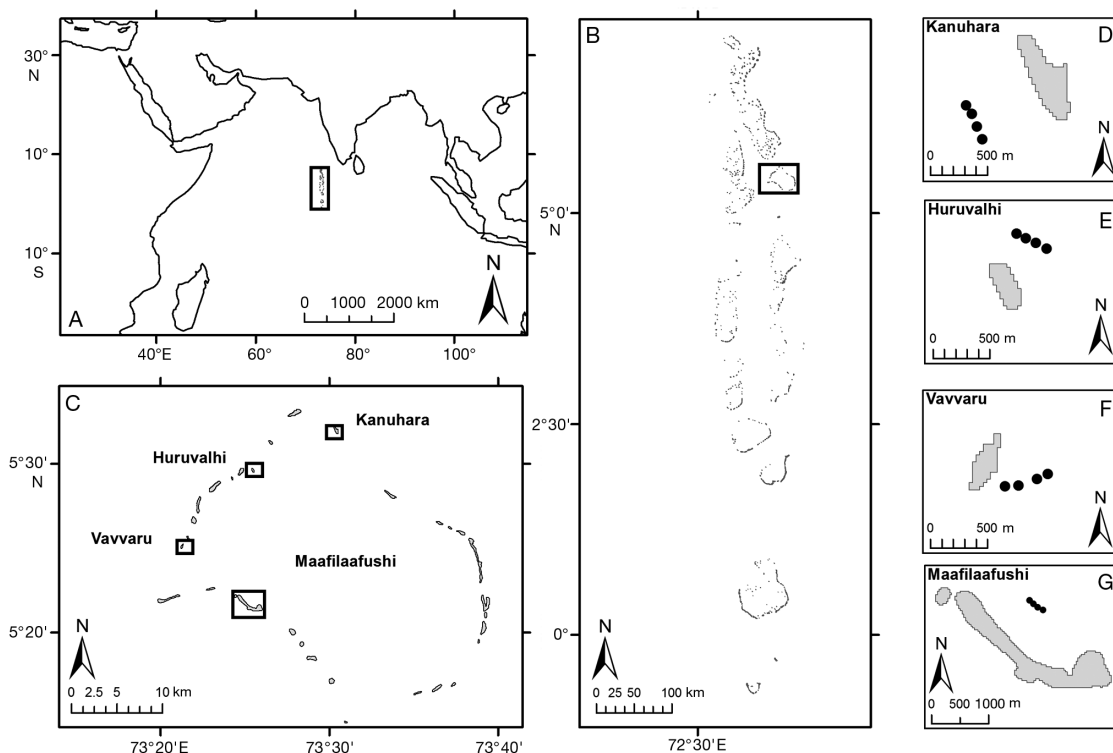 A
30°
N
10°
10°
S
N
0 1000 2000 km
40°E 60° 80° 100°
B
5°0'
N
2°30'
0°
N
0 25 50 100 km
72°30'E
C
Kanuhara
Huruvalhi
Vavvaru
Maafilaafushi
5°30'
N
5°20'
N
0 2.5 5 10 km
73°20'E 73°30'E 73°40'E
Kanuhara D
N
0 500 m
Huruvalhi E
N
0 500 m
Vavvaru F
N
0 500 m
Maafilaafushi G
N
0 500 1000 m